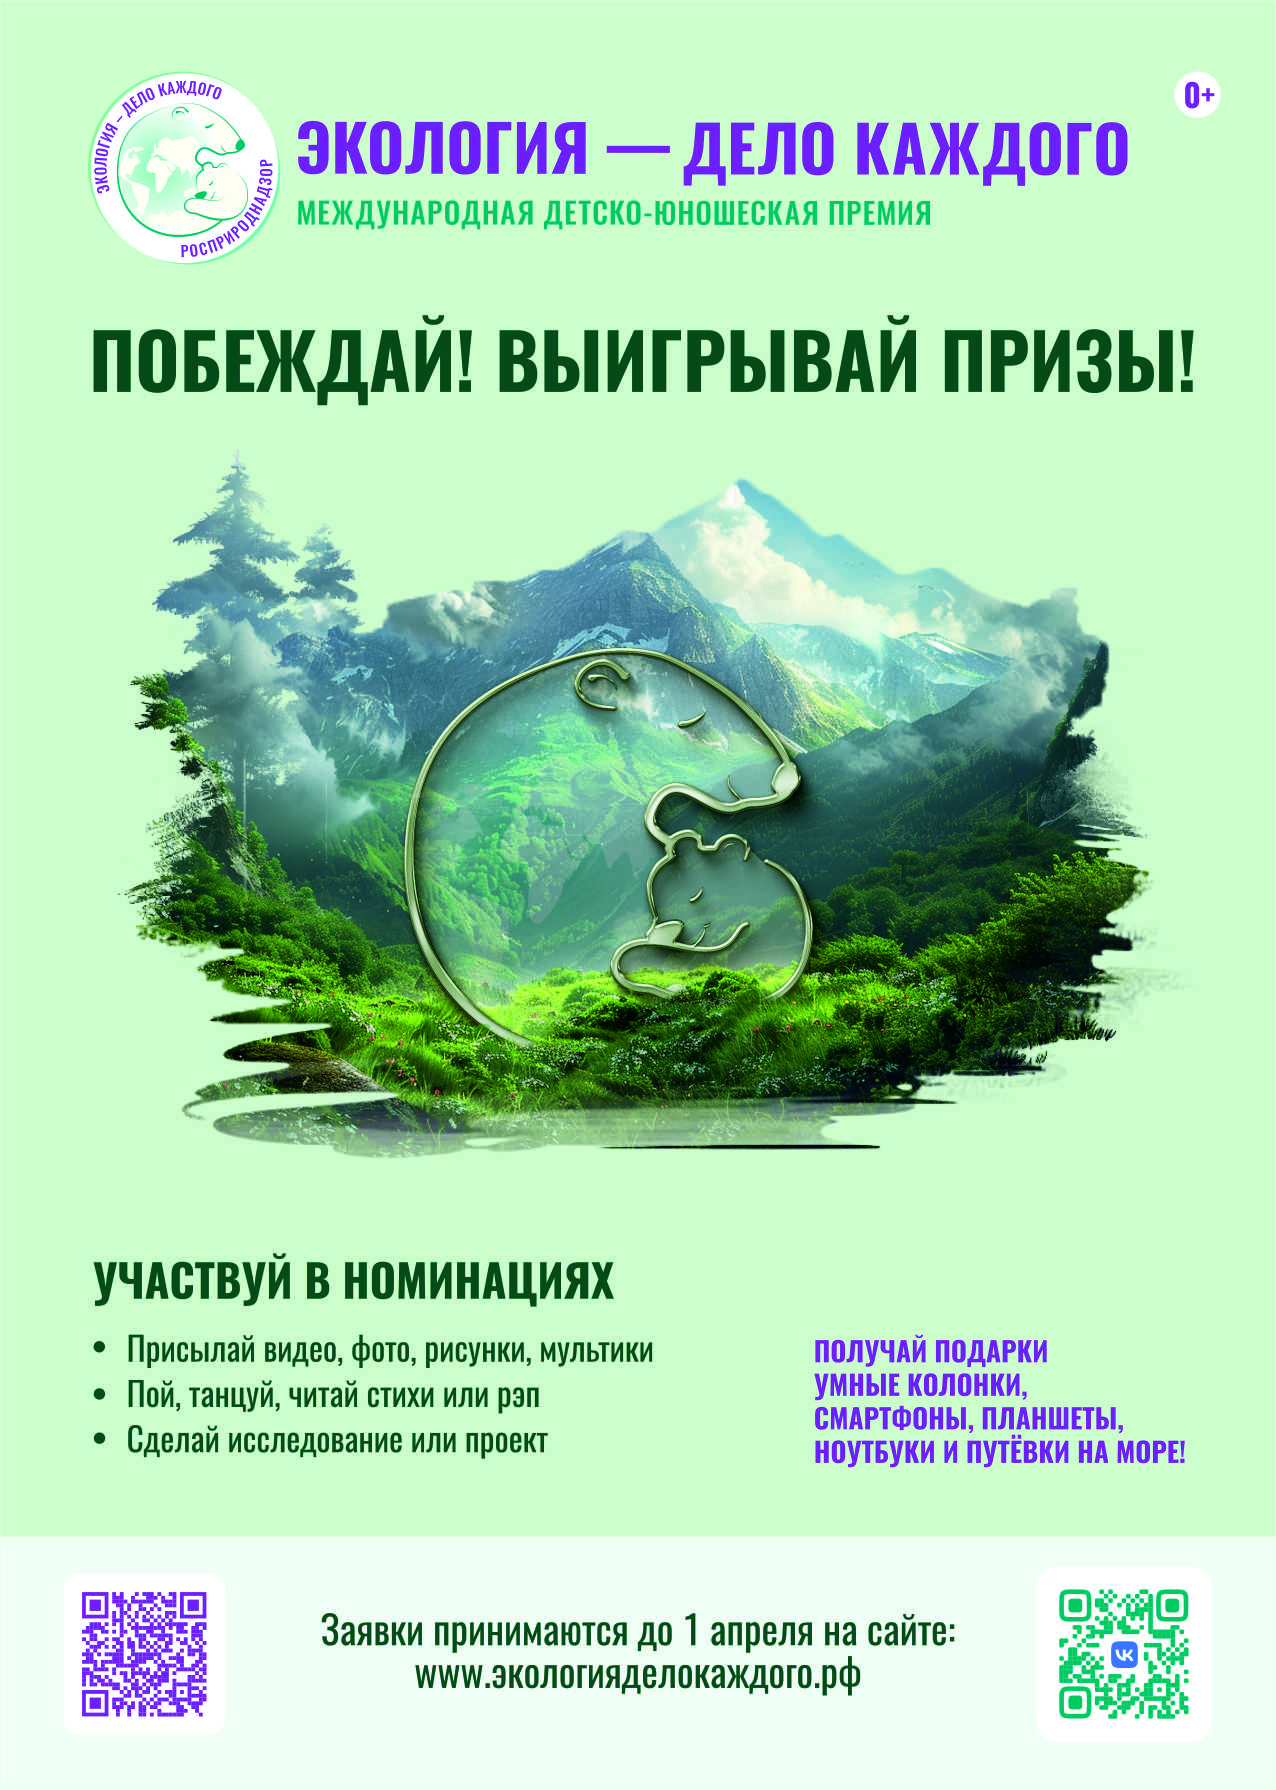 ЭКОЛОГИЯ – ДЕЛО КАЖДОГО
РОСПРИРОДНАДЗОР
0+
ЭКОЛОГИЯ — ДЕЛО КАЖДОГО
МЕЖДУНАРОДНАЯ ДЕТСКО-ЮНОШЕСКАЯ ПРЕМИЯ
ПОБЕЖДАЙ! ВЫИГРЫВАЙ ПРИЗЫ!
УЧАСТВУЙ В НОМИНАЦИЯХ
• Присылай видео, фото, рисунки, мультики
• Пой, танцуй, читай стихи или рэп
• Сделай исследование или проект
ПОЛУЧАЙ ПОДАРКИ
УМНЫЕ КОЛОНКИ,
СМАРТФОНЫ, ПЛАНШЕТЫ,
НОУТБУКИ И ПУТЁВКИ НА МОРЕ!
Заявки принимаются до 1 апреля на сайте:
www.экологияделокаждого.рф
VK